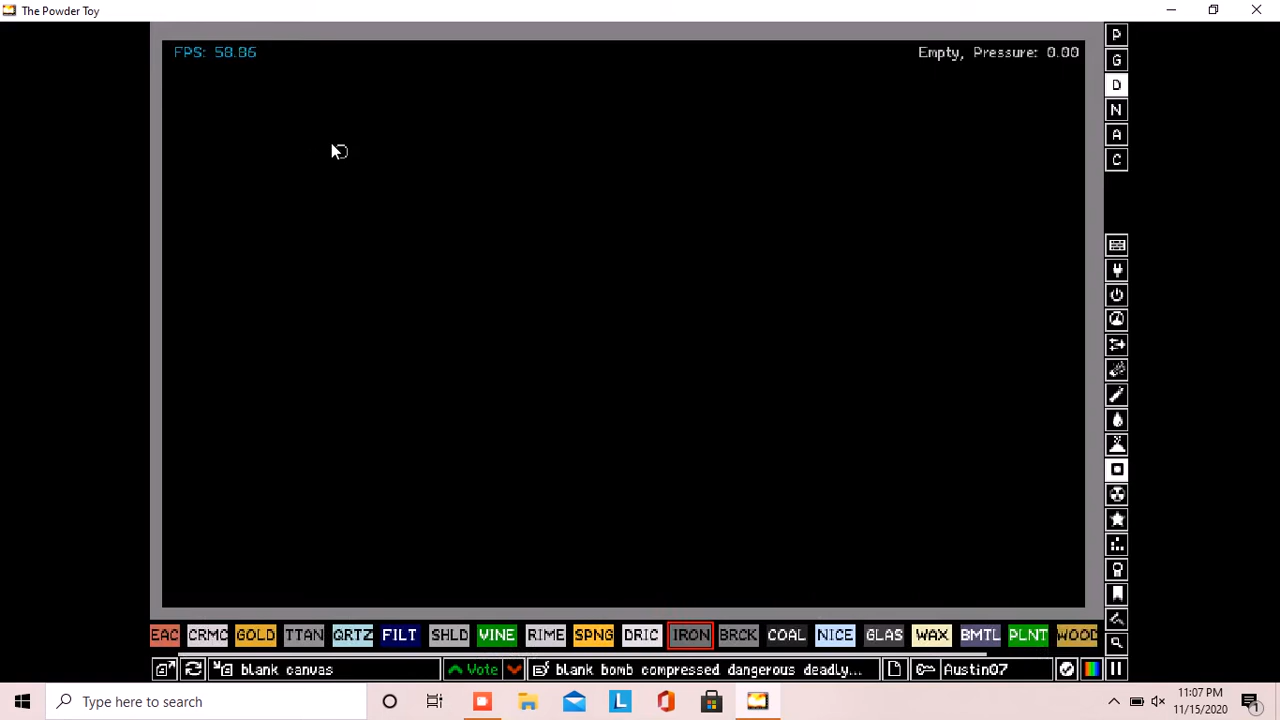 The Powder Toy
FPS: 58.86
Empty, Pressure: 0.00
P
G
D
N
A
C
EAC CRMC GOLD TTAN QRTZ FILT SHLD VINE RIME SPNG DRIC IRON BRCK COAL NICE GLAS WAX BMTL PLNT WOOD
blank canvas Vote blank bomb compressed dangerous deadly... Austin07
Type here to search
11:07 PM
11/15/2020
1